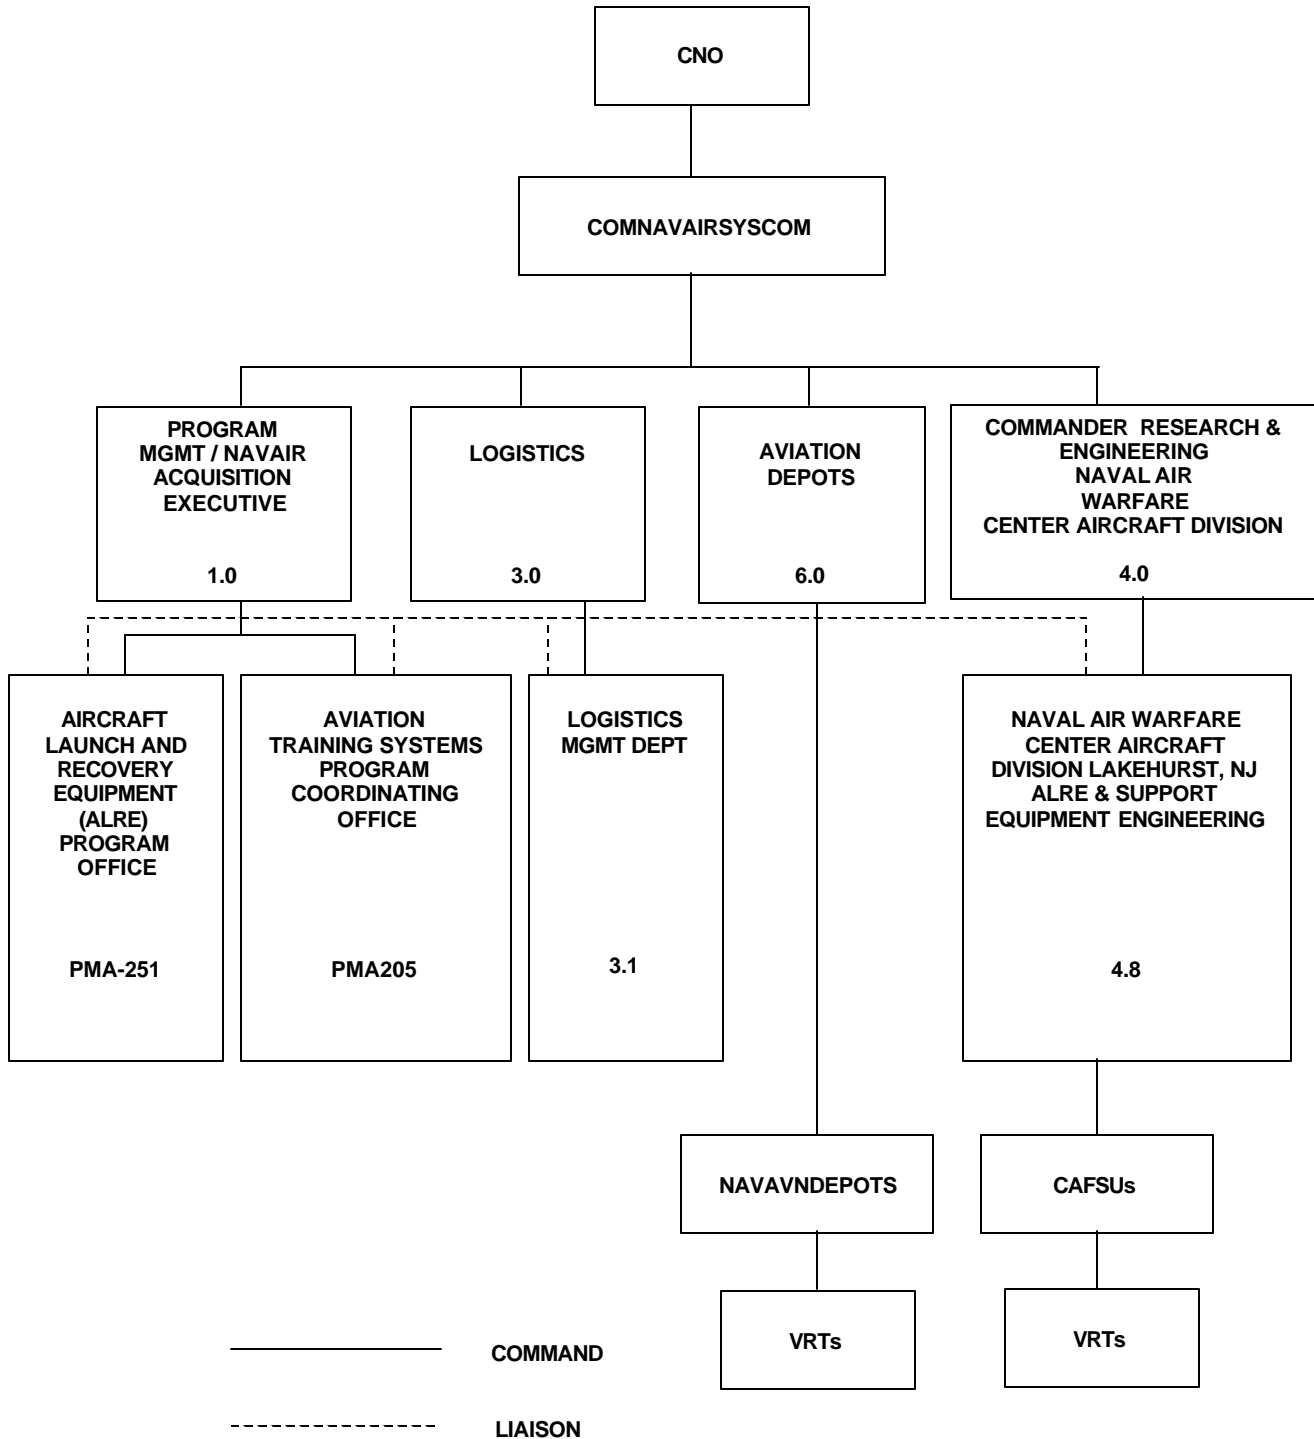 CNO
COMNAVAIRSYSCOM
PROGRAM
MGMT / NAVAIR
ACQUISITION
EXECUTIVE
1.0
LOGISTICS
3.0
AVIATION
DEPOTS
6.0
COMMANDER RESEARCH &
ENGINEERING
NAVAL AIR
WARFARE
CENTER AIRCRAFT DIVISION
4.0
AIRCRAFT
LAUNCH AND
RECOVERY
EQUIPMENT
(ALRE)
PROGRAM
OFFICE
PMA-251
AVIATION
TRAINING SYSTEMS
PROGRAM
COORDINATING
OFFICE
PMA205
LOGISTICS
MGMT DEPT
3.1
NAVAL AIR WARFARE
CENTER AIRCRAFT
DIVISION LAKEHURST, NJ
ALRE & SUPPORT
EQUIPMENT ENGINEERING
4.8
NAVAVNDEPOTS
CAFSUs
VRTs
VRTs
COMMAND
LIAISON